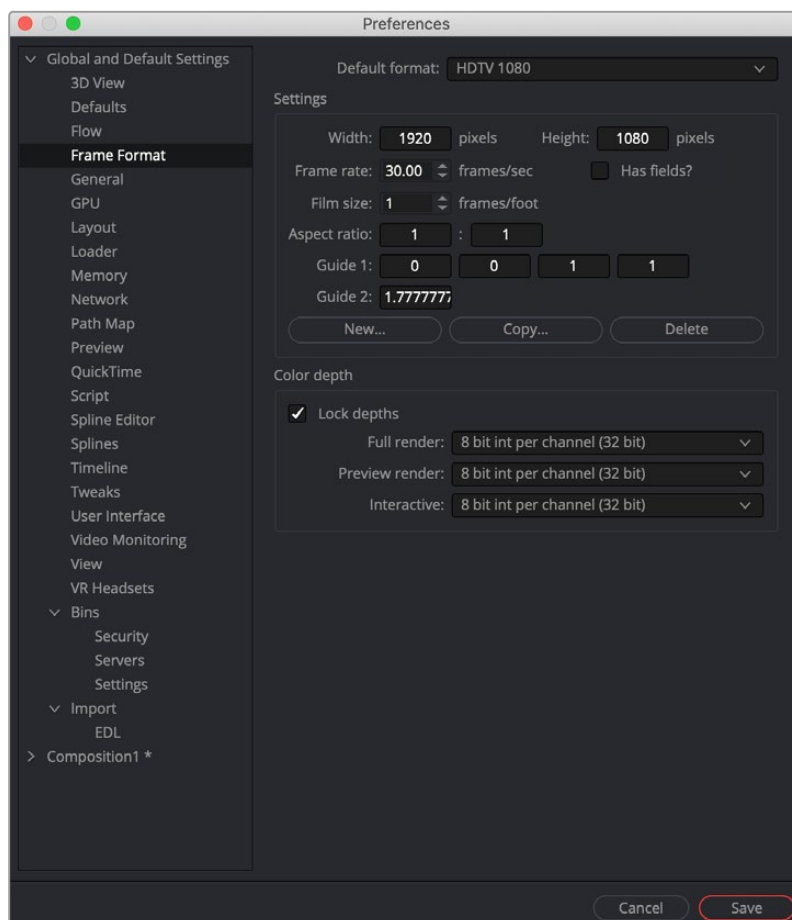 Preferences
Global and Default Settings
3D View
Defaults
Flow
Frame Format
General
GPU
Layout
Loader
Memory
Network
Path Map
Preview
QuickTime
Script
Spline Editor
Splines
Timeline
Tweaks
User Interface
Video Monitoring
View
VR Headsets
Bins
Security
Servers
Settings
Import
EDL
Composition1 *
Default format: HDTV 1080
Settings
Width: 1920 pixels Height: 1080 pixels
Frame rate: 30.00 frames/sec Has fields?
Film size: 1 frames/foot
Aspect ratio: 1 : 1
Guide 1: 0 0 1 1
Guide 2: 1.7777777
New... Copy... Delete
Color depth
Lock depths
Full render: 8 bit int per channel (32 bit)
Preview render: 8 bit int per channel (32 bit)
Interactive: 8 bit int per channel (32 bit)
Cancel Save